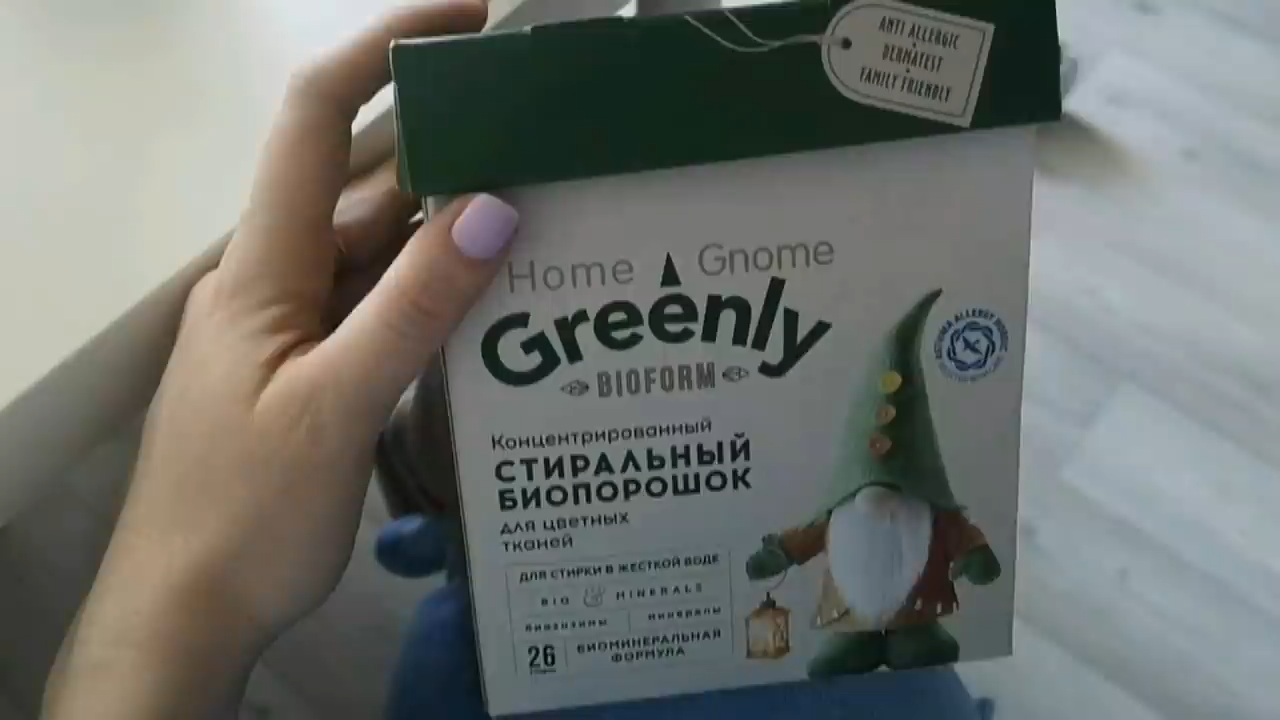 ANTI ALLERGIC
DERMATEST
FAMILY FRIENDLY
Home Gnome
Greenly
BIOFORM
Концентрированный
СТИРАЛЬНЫЙ
БИОПОРОШОК
для цветных
тканей
ДЛЯ СТИРКИ В ЖЕСТКОЙ ВОДЕ
BIO MINERALS
минералы
26
БИОМИНЕРАЛЬНАЯ
ФОРМУЛА